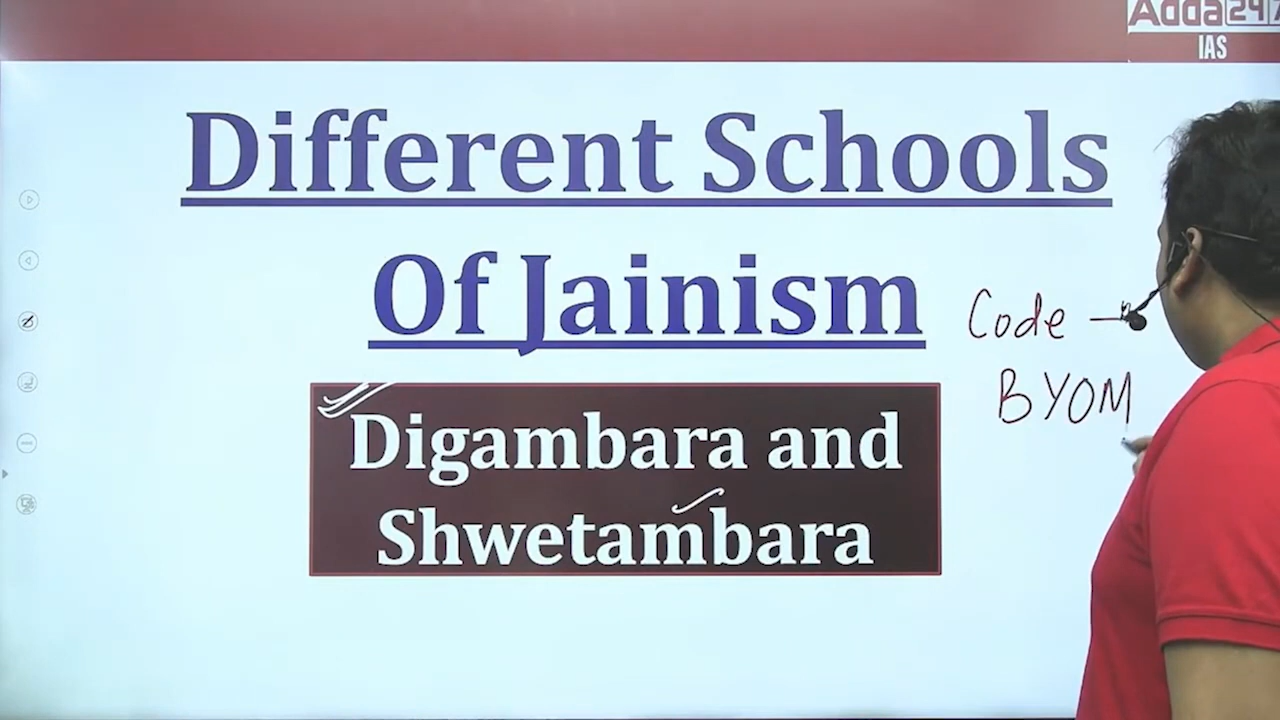 Adda247
IAS
Different Schools
Of Jainism
Code –
BYOM
Digambara and
Shwetambara